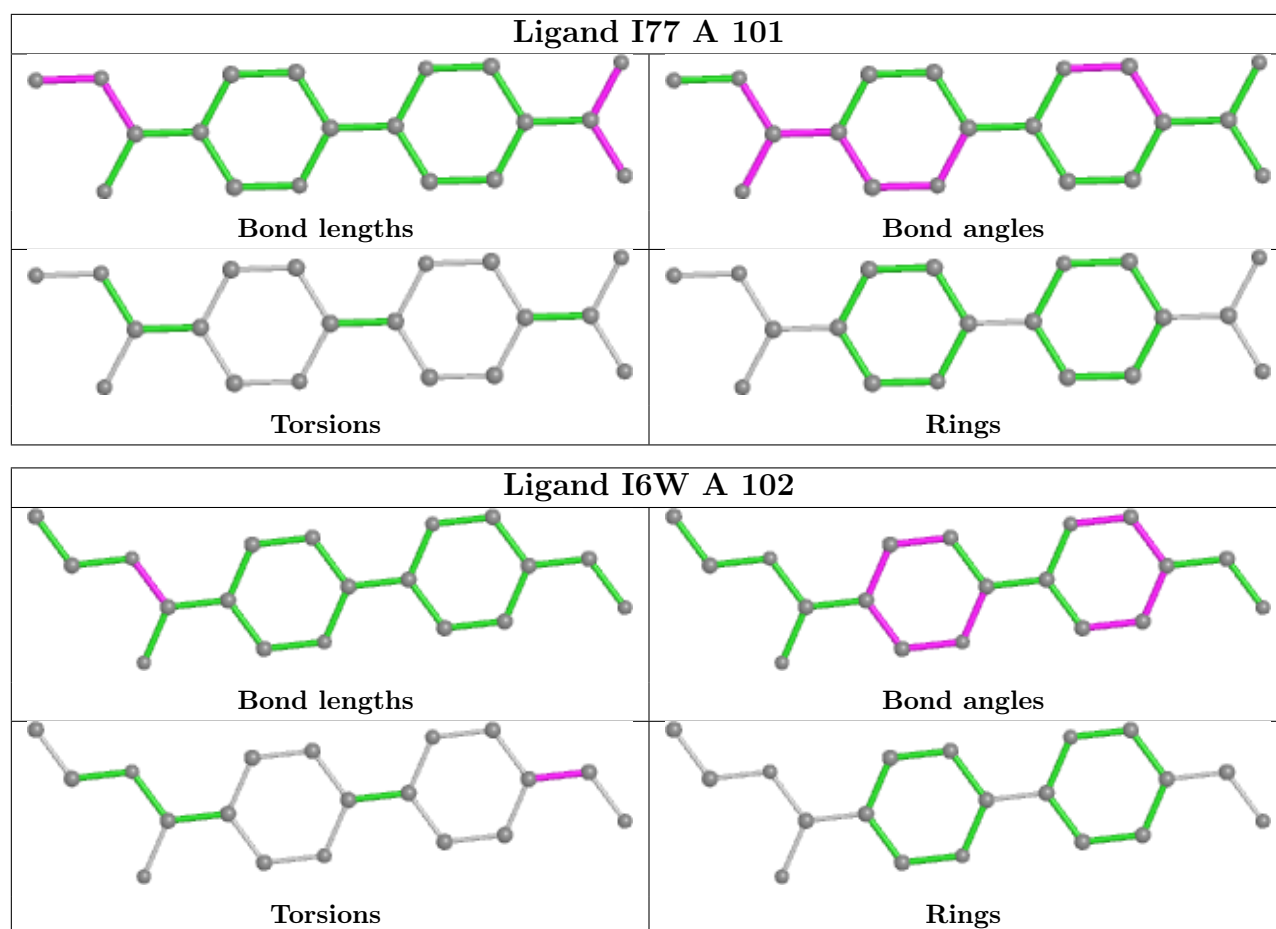 Ligand I77 A 101
Bond lengths
Bond angles
Torsions
Rings
Ligand I6W A 102
Bond lengths
Bond angles
Torsions
Rings